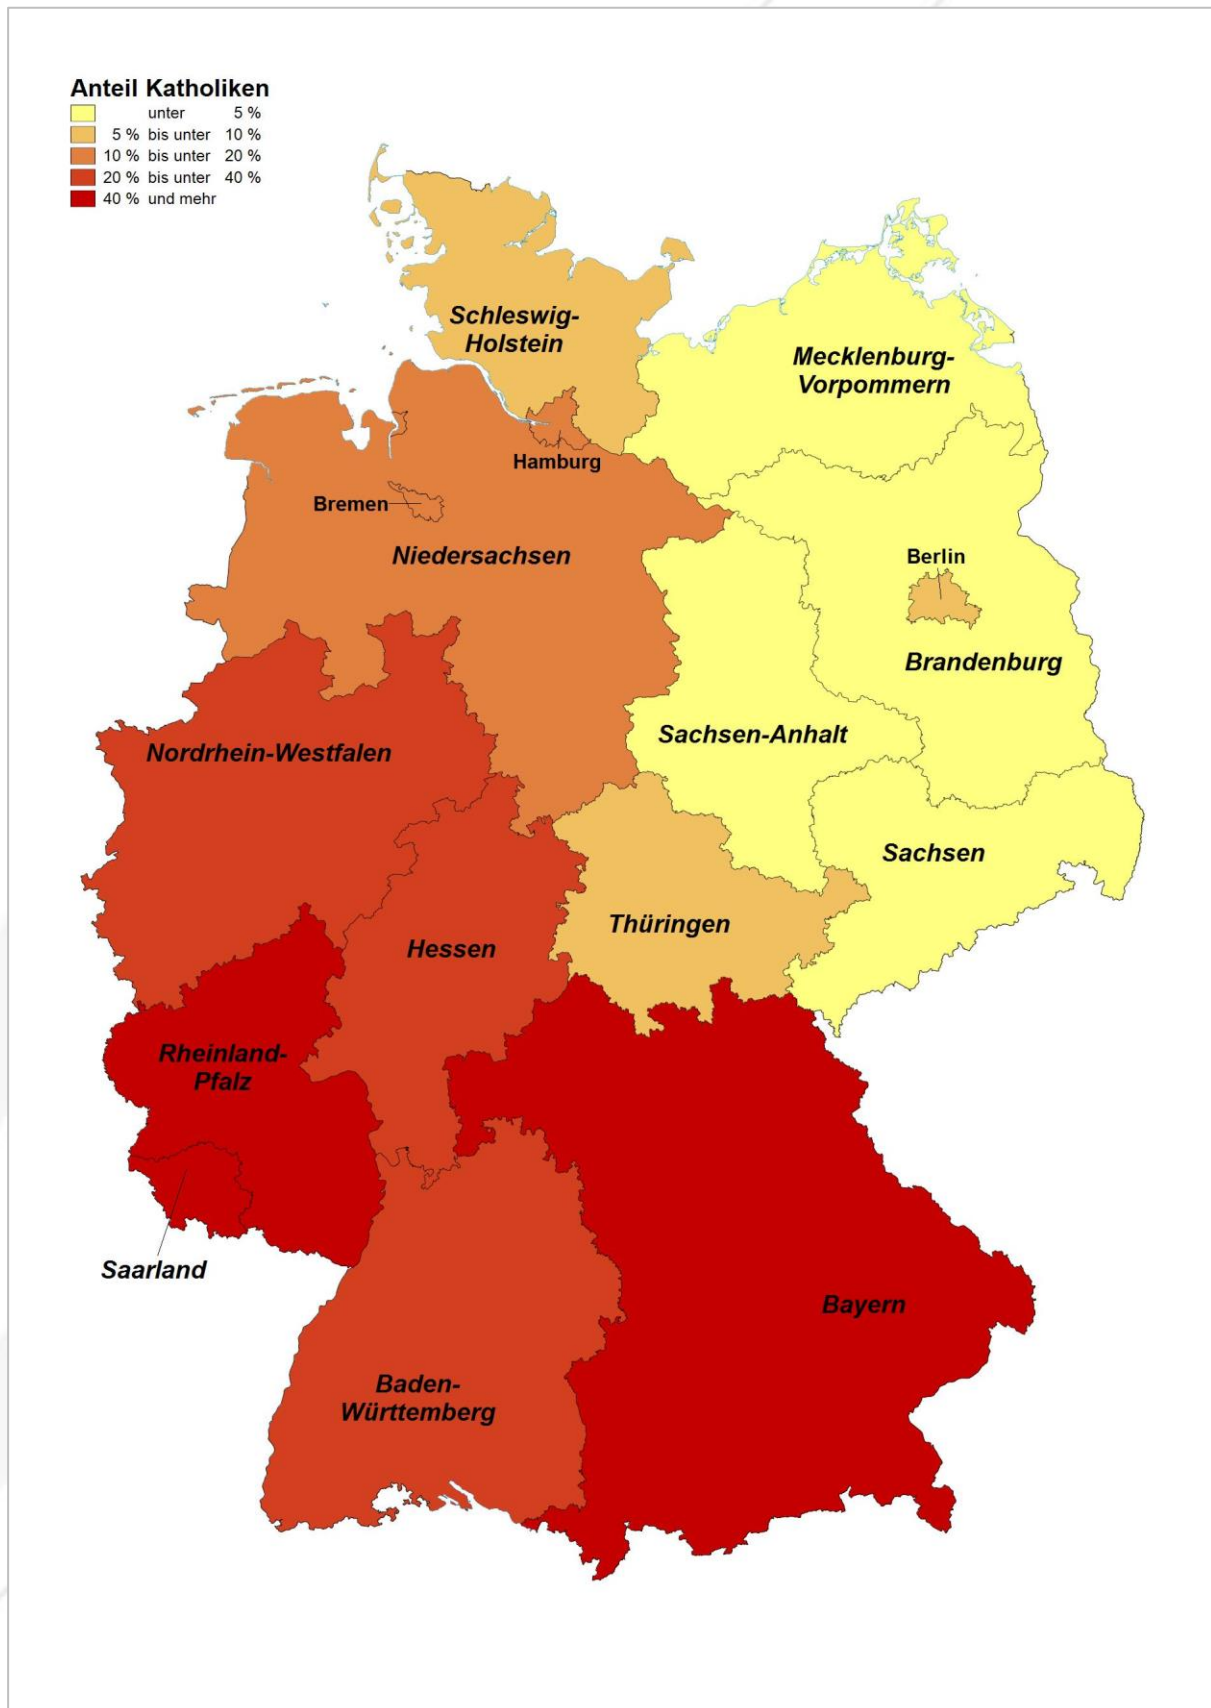 Anteil Katholiken
unter 5 %
5 % bis unter 10 %
10 % bis unter 20 %
20 % bis unter 40 %
40 % und mehr
Schleswig-
Holstein
Mecklenburg-
Vorpommern
Hamburg
Bremen
Niedersachsen
Berlin
Brandenburg
Sachsen-Anhalt
Nordrhein-Westfalen
Sachsen
Thüringen
Hessen
Rheinland-
Pfalz
Saarland
Bayern
Baden-
Württemberg